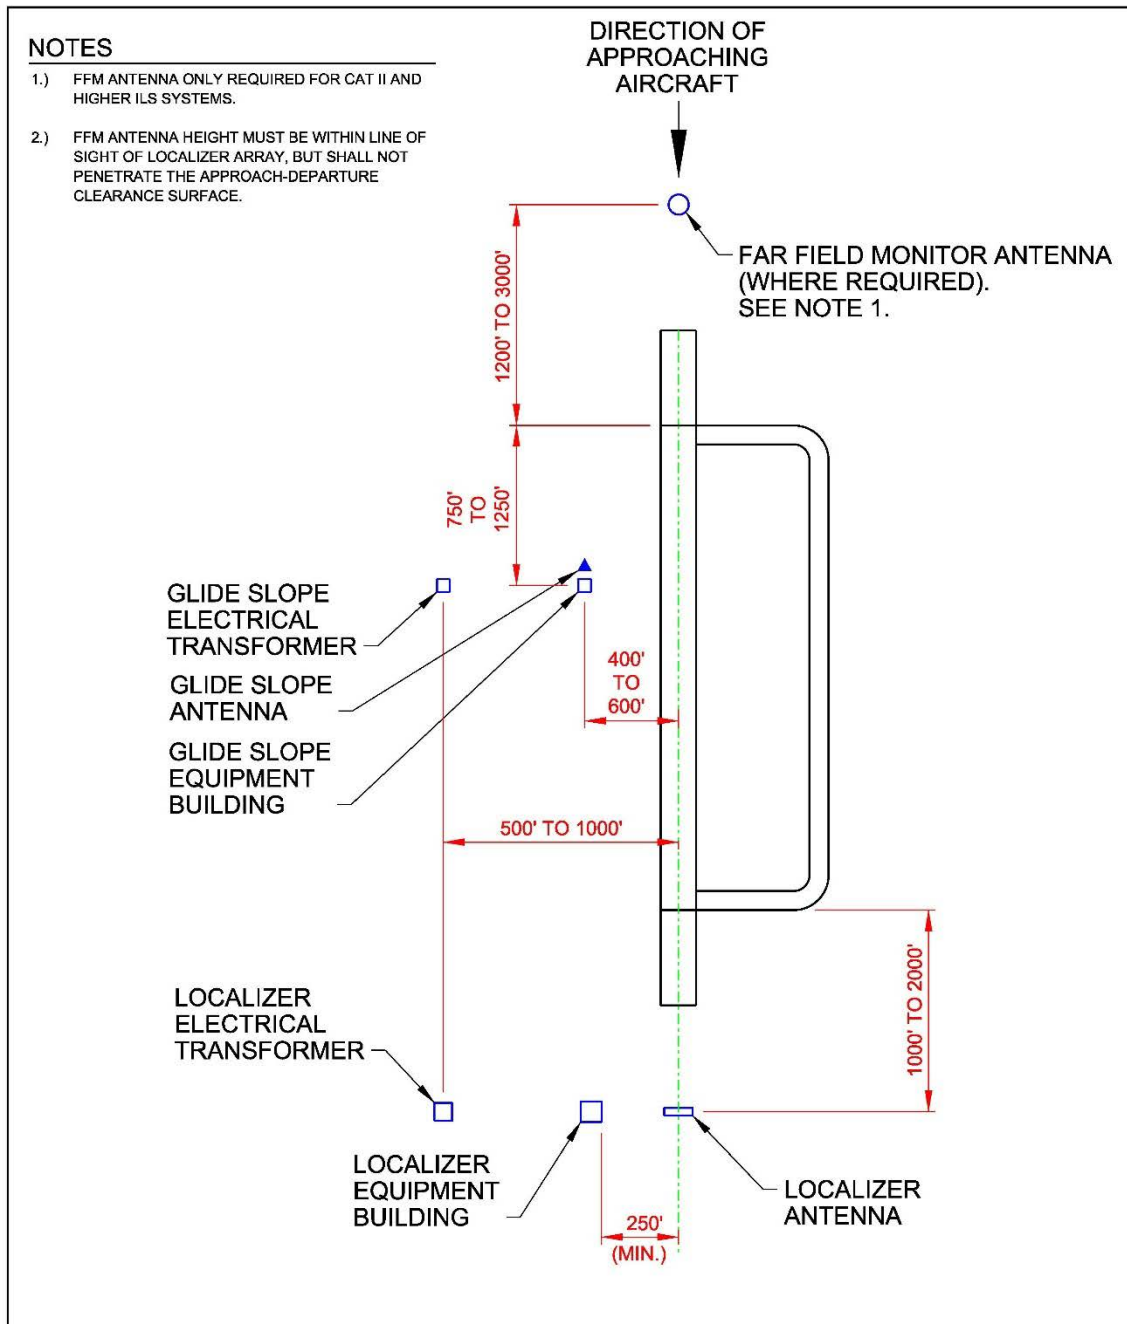 NOTES
1.) FFM ANTENNA ONLY REQUIRED FOR CAT II AND
HIGHER ILS SYSTEMS.
2.) FFM ANTENNA HEIGHT MUST BE WITHIN LINE OF
SIGHT OF LOCALIZER ARRAY, BUT SHALL NOT
PENETRATE THE APPROACH-DEPARTURE
CLEARANCE SURFACE.
DIRECTION OF
APPROACHING
AIRCRAFT
FAR FIELD MONITOR ANTENNA
(WHERE REQUIRED).
SEE NOTE 1.
1200' TO 3000'
750'
TO
1250'
GLIDE SLOPE
ELECTRICAL
TRANSFORMER
GLIDE SLOPE
ANTENNA
GLIDE SLOPE
EQUIPMENT
BUILDING
400'
TO
600'
500' TO 1000'
1000' TO 2000'
LOCALIZER
ELECTRICAL
TRANSFORMER
LOCALIZER
EQUIPMENT
BUILDING
250'
(MIN.)
LOCALIZER
ANTENNA